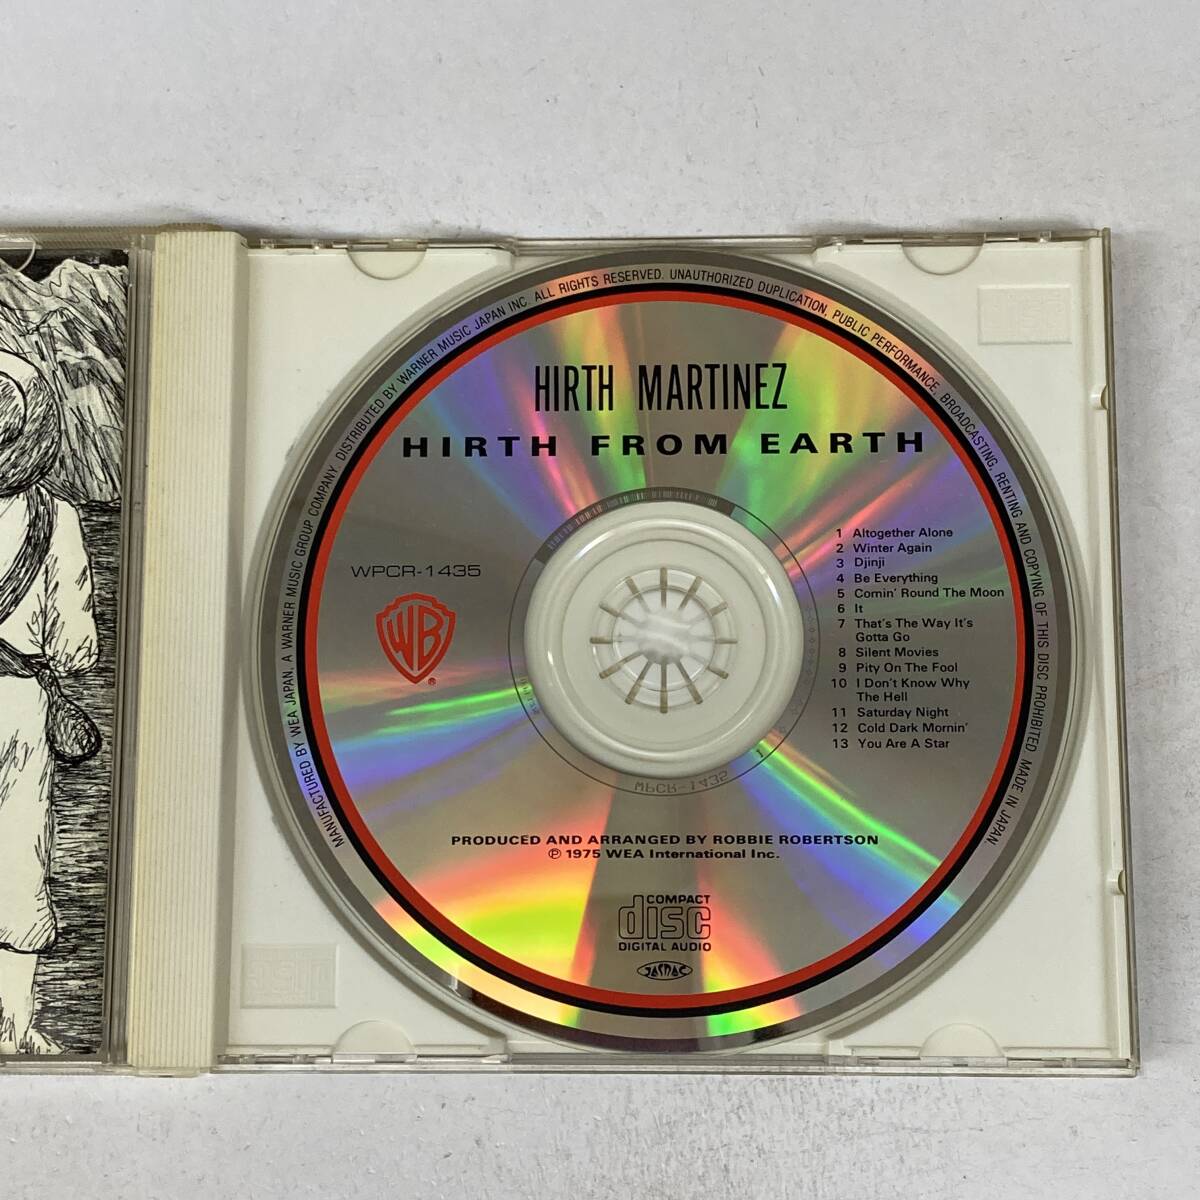 HIRTH MARTINEZ
HIRTH FROM EARTH
WPCR-1435
WB
®
1 Altogether Alone
2 Winter Again
3 Djinji
4 Be Everything
5 Comin' Round The Moon
6 It
7 That's The Way It's
Gotta Go
8 Silent Movies
9 Pity On The Fool
10 I Don't Know Why
The Hell
11 Saturday Night
12 Cold Dark Mornin'
13 You Are A Star
WPCR-1435
PRODUCED AND ARRANGED BY ROBBIE ROBERTSON
℗ 1975 WEA International Inc.
COMPACT
disc
DIGITAL AUDIO
JASRAC
MANUFACTURED BY WEA JAPAN, A WARNER MUSIC GROUP COMPANY. DISTRIBUTED BY WARNER MUSIC JAPAN INC. ALL RIGHTS RESERVED. UNAUTHORIZED DUPLICATION, PUBLIC PERFORMANCE, BROADCASTING, RENTING AND COPYING OF THIS DISC PROHIBITED. MADE IN JAPAN.